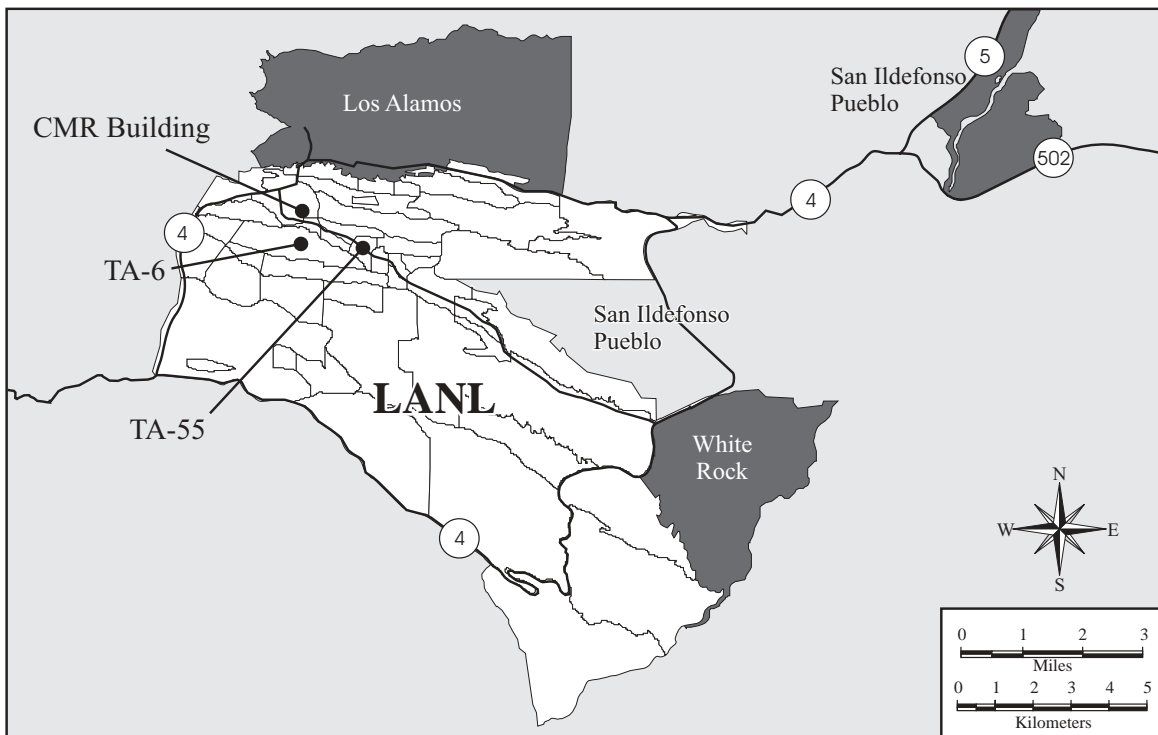 Los Alamos
CMR Building
San Ildefonso
Pueblo
5
502
4
4
TA-6
San Ildefonso
Pueblo
LANL
TA-55
White
Rock
4
N
W
E
S
0 1 2 3
Miles
0 1 2 3 4 5
Kilometers